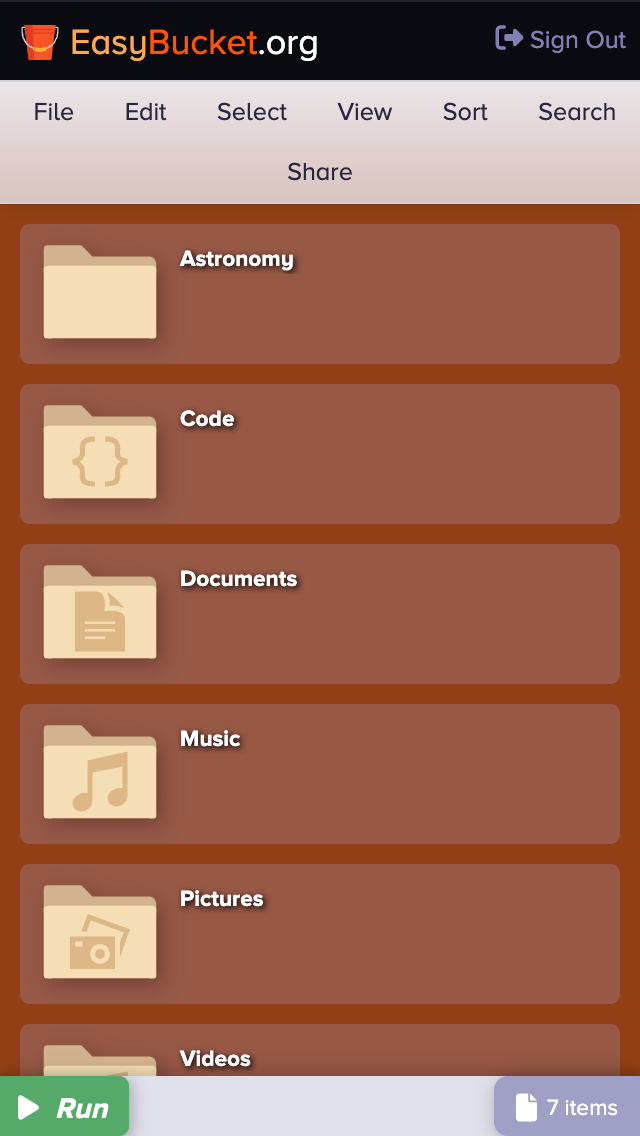 EasyBucket.org
Sign Out
File Edit Select View Sort Search
Share
Astronomy
Code
Documents
Music
Pictures
Videos
Run
7 items